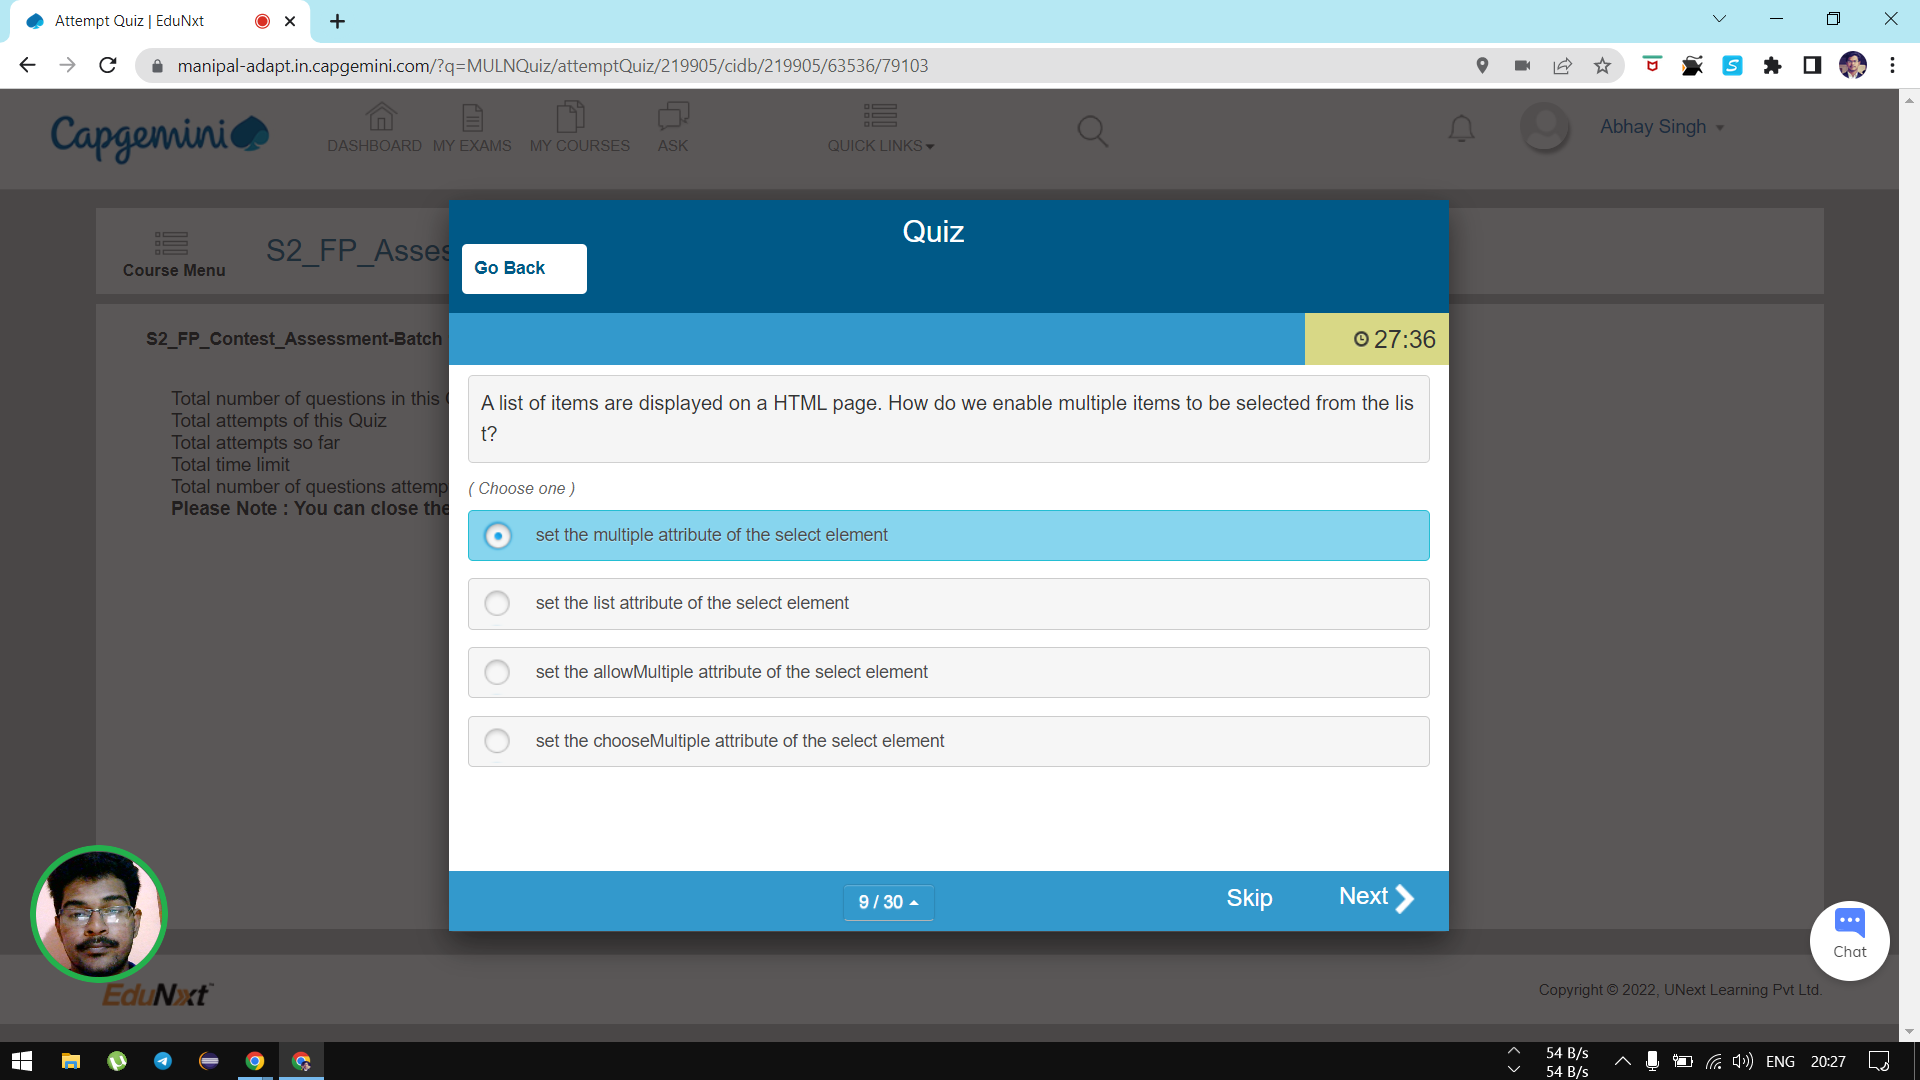 Attempt Quiz | EduNxt
manipal-adapt.in.capgemini.com/?q=MULNQuiz/attemptQuiz/219905/cidb/219905/63536/79103
Capgemini
DASHBOARD
MY EXAMS
MY COURSES
ASK
QUICK LINKS
Abhay Singh
Course Menu
S2_FP_Asses
Quiz
Go Back
27:36
S2_FP_Contest_Assessment-Batch
Total number of questions in this
Total attempts of this Quiz
Total attempts so far
Total time limit
Total number of questions attemp
Please Note : You can close the
A list of items are displayed on a HTML page. How do we enable multiple items to be selected from the lis
t?
( Choose one )
set the multiple attribute of the select element
set the list attribute of the select element
set the allowMultiple attribute of the select element
set the chooseMultiple attribute of the select element
9 / 30
Skip
Next
Chat
EduNxt
Copyright © 2022, UNext Learning Pvt Ltd.
54 B/s
54 B/s
ENG
20:27